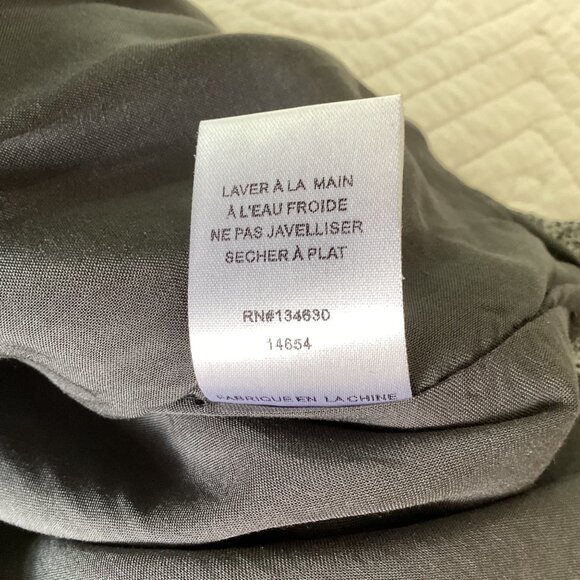 LAVER À LA MAIN
À L'EAU FROIDE
NE PAS JAVELLISER
SECHER À PLAT
RN#134630
14654
FABRIQUE EN LA CHINE